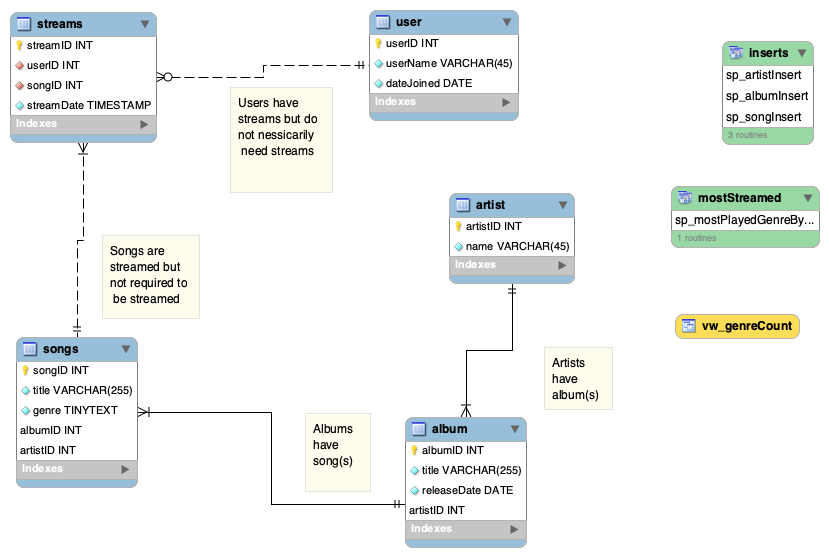 streams
streamID INT
userID INT
songID INT
streamDate TIMESTAMP
Indexes
user
userID INT
userName VARCHAR(45)
dateJoined DATE
Indexes
Users have
streams but do
not nessicarily
need streams
inserts
sp_artistInsert
sp_albumInsert
sp_songInsert
3 routines
mostStreamed
sp_mostPlayedGenreBy...
1 routines
vw_genreCount
artist
artistID INT
name VARCHAR(45)
Indexes
Songs are
streamed but
not required to
be streamed
songs
songID INT
title VARCHAR(255)
genre TINYTEXT
albumID INT
artistID INT
Indexes
Artists
have
album(s)
Albums
have
song(s)
album
albumID INT
title VARCHAR(255)
releaseDate DATE
artistID INT
Indexes